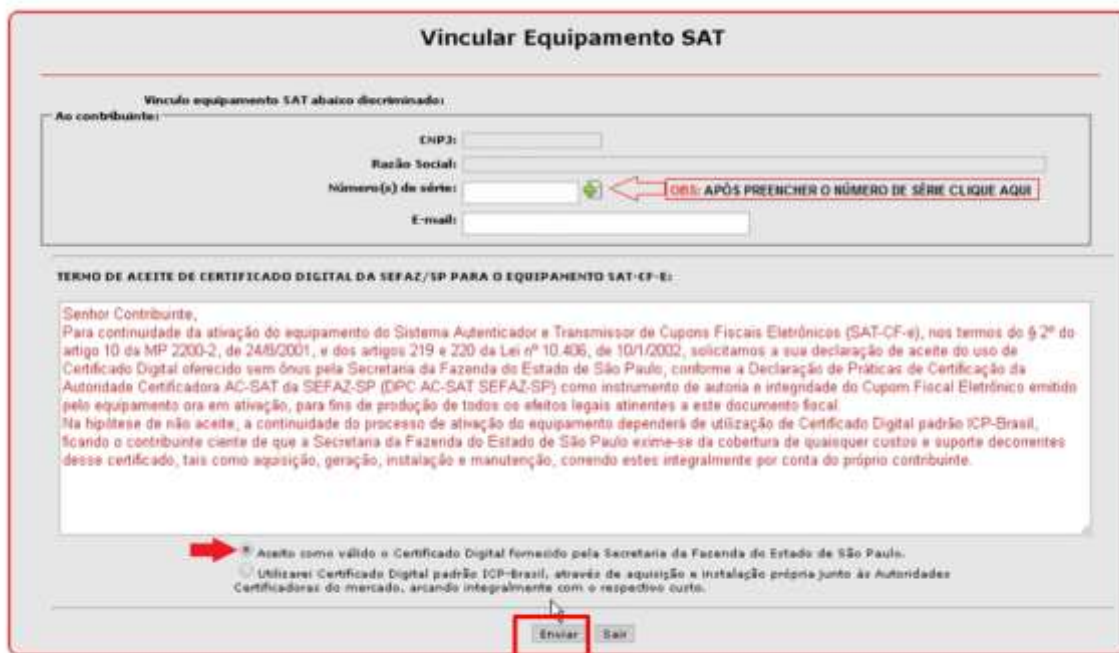 Vincular Equipamento SAT
Vinculo equipamento SAT abaixo discriminado:
Ao contribuinte:
CNPJ:
Razão Social:
Número(s) de série:
OBS: APÓS PREENCHER O NÚMERO DE SÉRIE CLIQUE AQUI
E-mail:
TERMO DE ACEITE DE CERTIFICADO DIGITAL DA SEFAZ/SP PARA O EQUIPAMENTO SAT-CF-E:
Senhor Contribuinte,
Para continuidade da ativação do equipamento do Sistema Autenticador e Transmissor de Cupons Fiscais Eletrônicos (SAT-CF-e), nos termos do § 2º do
artigo 10 da MP 2200-2, de 24/8/2001, e dos artigos 219 e 220 da Lei nº 10.406, de 10/1/2002, solicitamos a sua declaração de aceite do uso de
Certificado Digital oferecido sem ônus pela Secretaria da Fazenda do Estado de São Paulo, conforme a Declaração de Práticas de Certificação da
Autoridade Certificadora AC-SAT da SEFAZ-SP (DPC AC-SAT SEFAZ-SP) como instrumento de autoria e integridade do Cupom Fiscal Eletrônico emitido
pelo equipamento ora em ativação, para fins de produção de todos os efeitos legais atinentes a este documento fiscal.
Na hipótese de não aceite, a continuidade do processo de ativação do equipamento dependerá de utilização de Certificado Digital padrão ICP-Brasil,
ficando o contribuinte ciente de que a Secretaria da Fazenda do Estado de São Paulo exime-se da cobertura de quaisquer custos e suporte decorrentes
desse certificado, tais como aquisição, geração, instalação e manutenção, correndo estes integralmente por conta do próprio contribuinte.
Aceito como válido o Certificado Digital fornecido pela Secretaria da Fazenda do Estado de São Paulo.
Utilizarei Certificado Digital padrão ICP-Brasil, através de aquisição e instalação própria junto às Autoridades
Certificadoras do mercado, arcando integralmente com o respectivo custo.
Enviar Sair